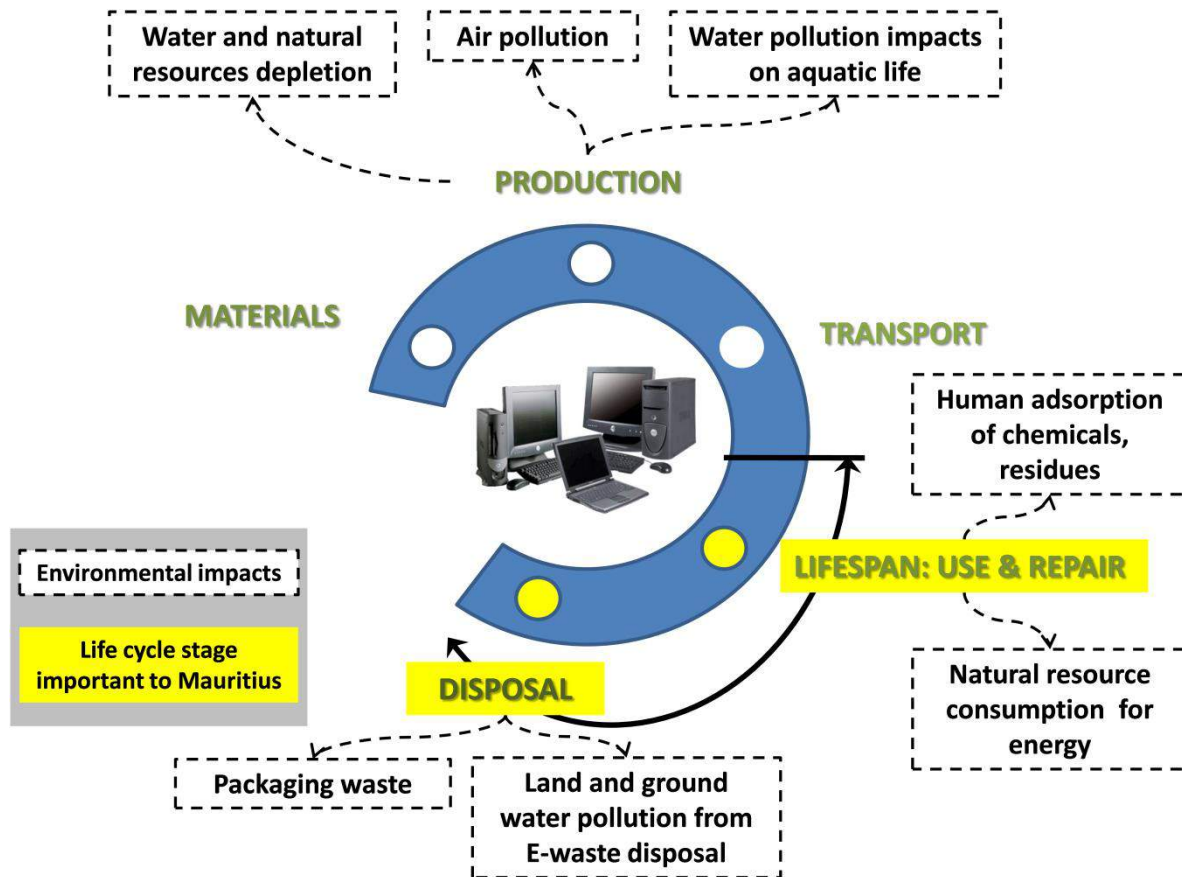 Water and natural
resources depletion
Air pollution
Water pollution impacts
on aquatic life
PRODUCTION
MATERIALS
TRANSPORT
Human adsorption
of chemicals,
residues
LIFESPAN: USE & REPAIR
Natural resource
consumption for
energy
Environmental impacts
Life cycle stage
important to Mauritius
DISPOSAL
Packaging waste
Land and ground
water pollution from
E-waste disposal